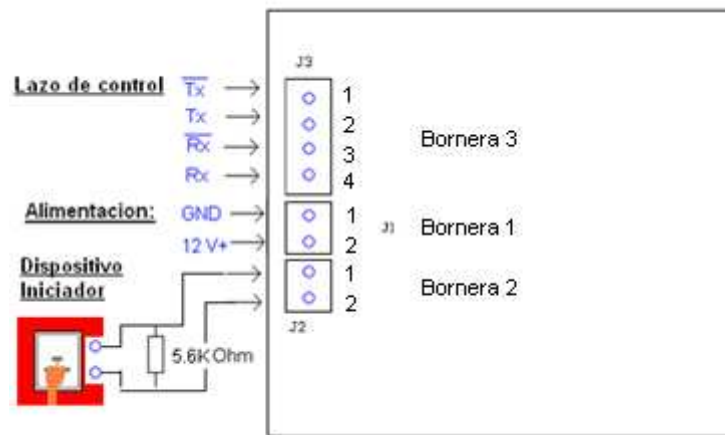 J3
Lazo de control Tx 1
Tx 2
Rx 3
Bornera 3
Rx 4
Alimentacion: GND 1
J1 Bornera 1
12 V+ 2
Dispositivo
Iniciador
1
Bornera 2
2
J2
5.6K Ohm